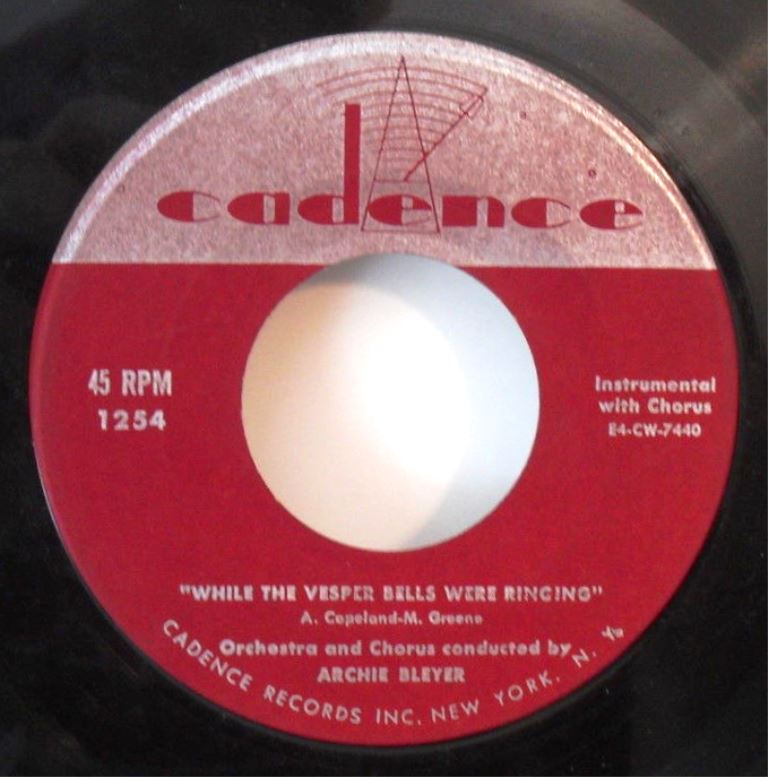 cadence
45 RPM
1254
Instrumental
with Chorus
E4-CW-7440
"WHILE THE VESPER BELLS WERE RINGING"
A. Copeland-M. Greene
Orchestra and Chorus conducted by
ARCHIE BLEYER
CADENCE RECORDS INC. NEW YORK, N. Y.